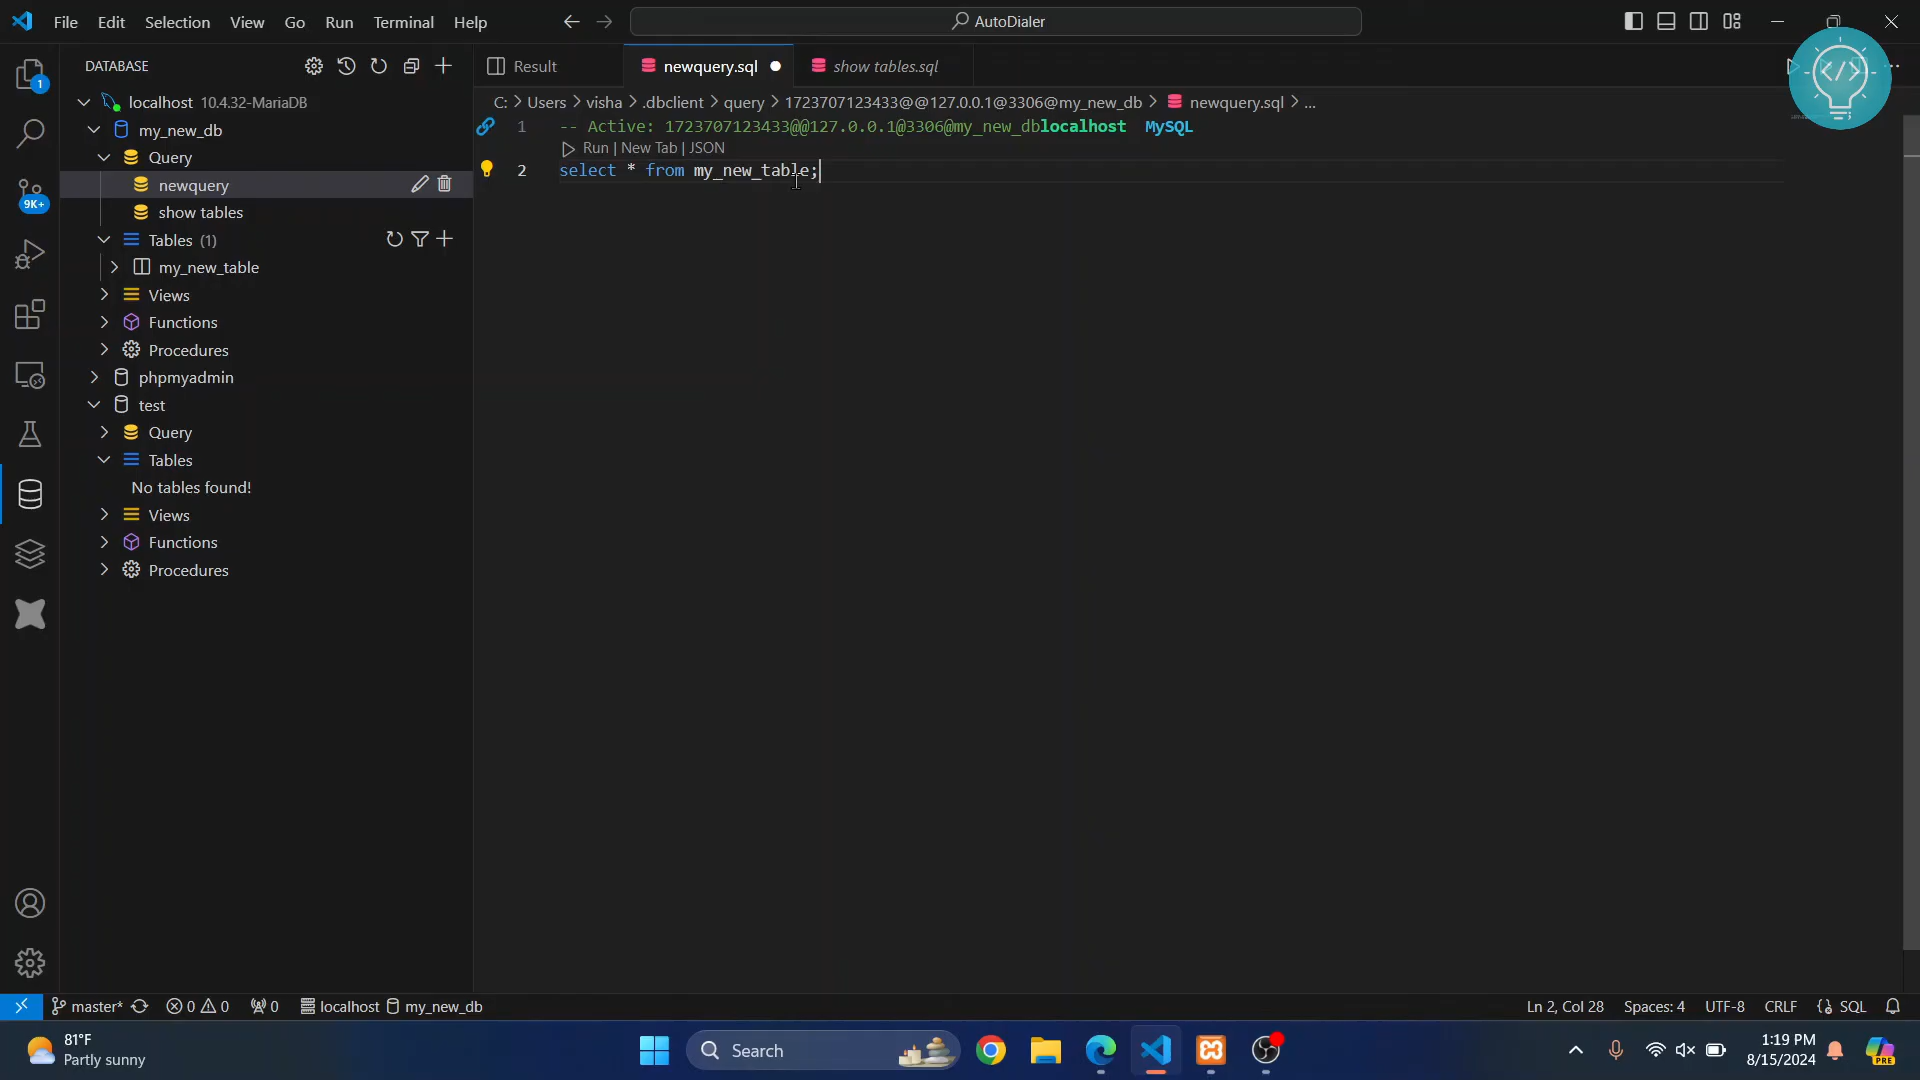 File Edit Selection View Go Run Terminal Help
AutoDialer
DATABASE
localhost 10.4.32-MariaDB
my_new_db
Query
newquery
show tables
Tables (1)
my_new_table
Views
Functions
Procedures
phpmyadmin
test
Query
Tables
No tables found!
Views
Functions
Procedures
1
9K+
Result
newquery.sql
show tables.sql
C: > Users > visha > .dbclient > query > 1723707123433@@127.0.0.1@3306@my_new_db > newquery.sql > ...
1 -- Active: 1723707123433@@127.0.0.1@3306@my_new_dblocalhost MySQL
Run | New Tab | JSON
2 select * from my_new_table;
master* 0 0 0 localhost my_new_db
Ln 2, Col 28 Spaces: 4 UTF-8 CRLF SQL
81°F
Partly sunny
Search
1:19 PM
8/15/2024
PRE